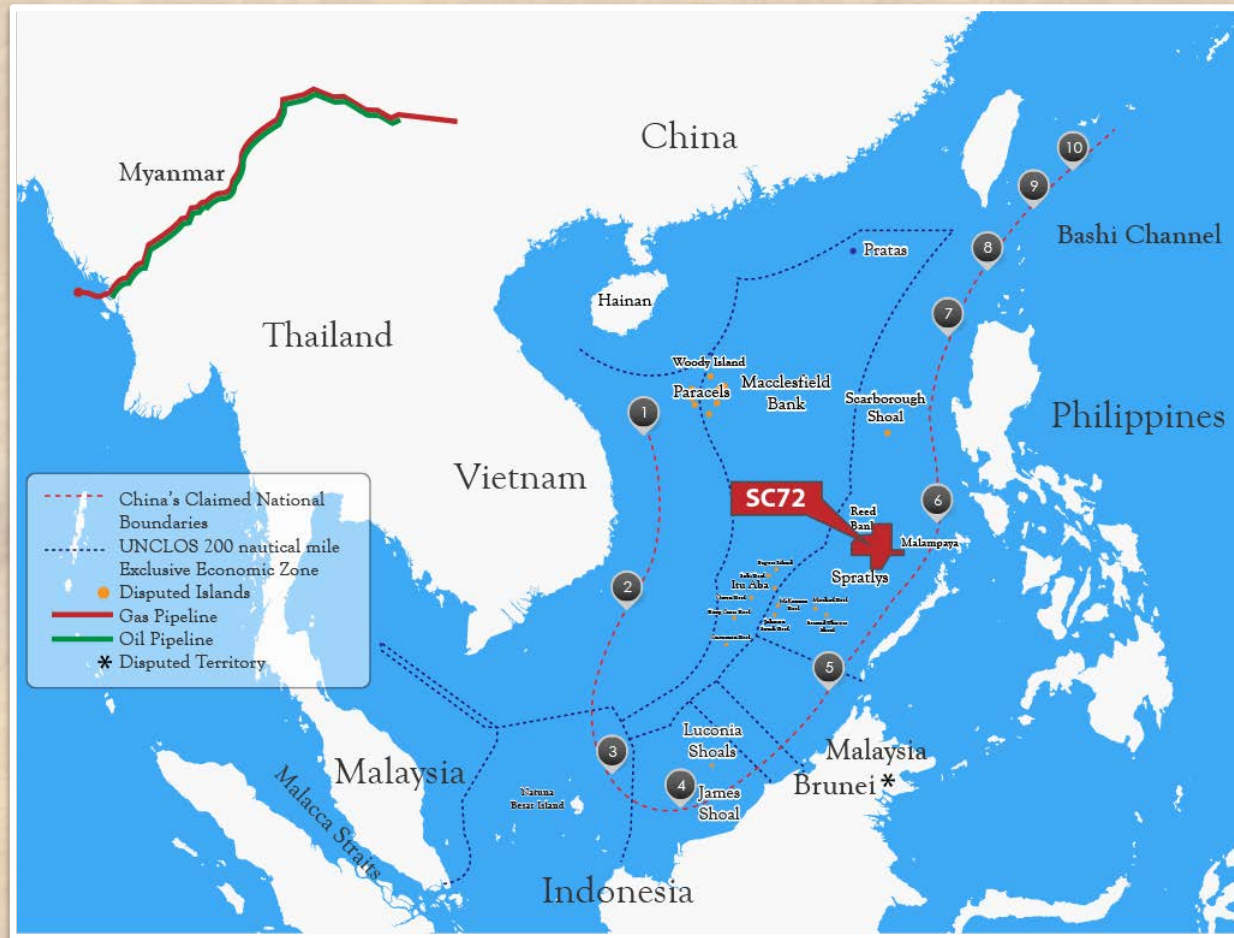 China
10
Myanmar
9
Bashi Channel
8
Pratas
Hainan
7
Thailand
Woody Island
Paracels
Macclesfield
Bank
Scarborough
Shoal
1
Philippines
Vietnam
SC72
6
Reed
Bank
Malampaya
Spratlys
Itu Aba
2
5
China's Claimed National
Boundaries
UNCLOS 200 nautical mile
Exclusive Economic Zone
Disputed Islands
Gas Pipeline
Oil Pipeline
* Disputed Territory
Luconia
Shoals
3
Malaysia
Malaysia
Brunei *
4
James
Shoal
Natuna
Besar Island
Malacca Straits
Indonesia